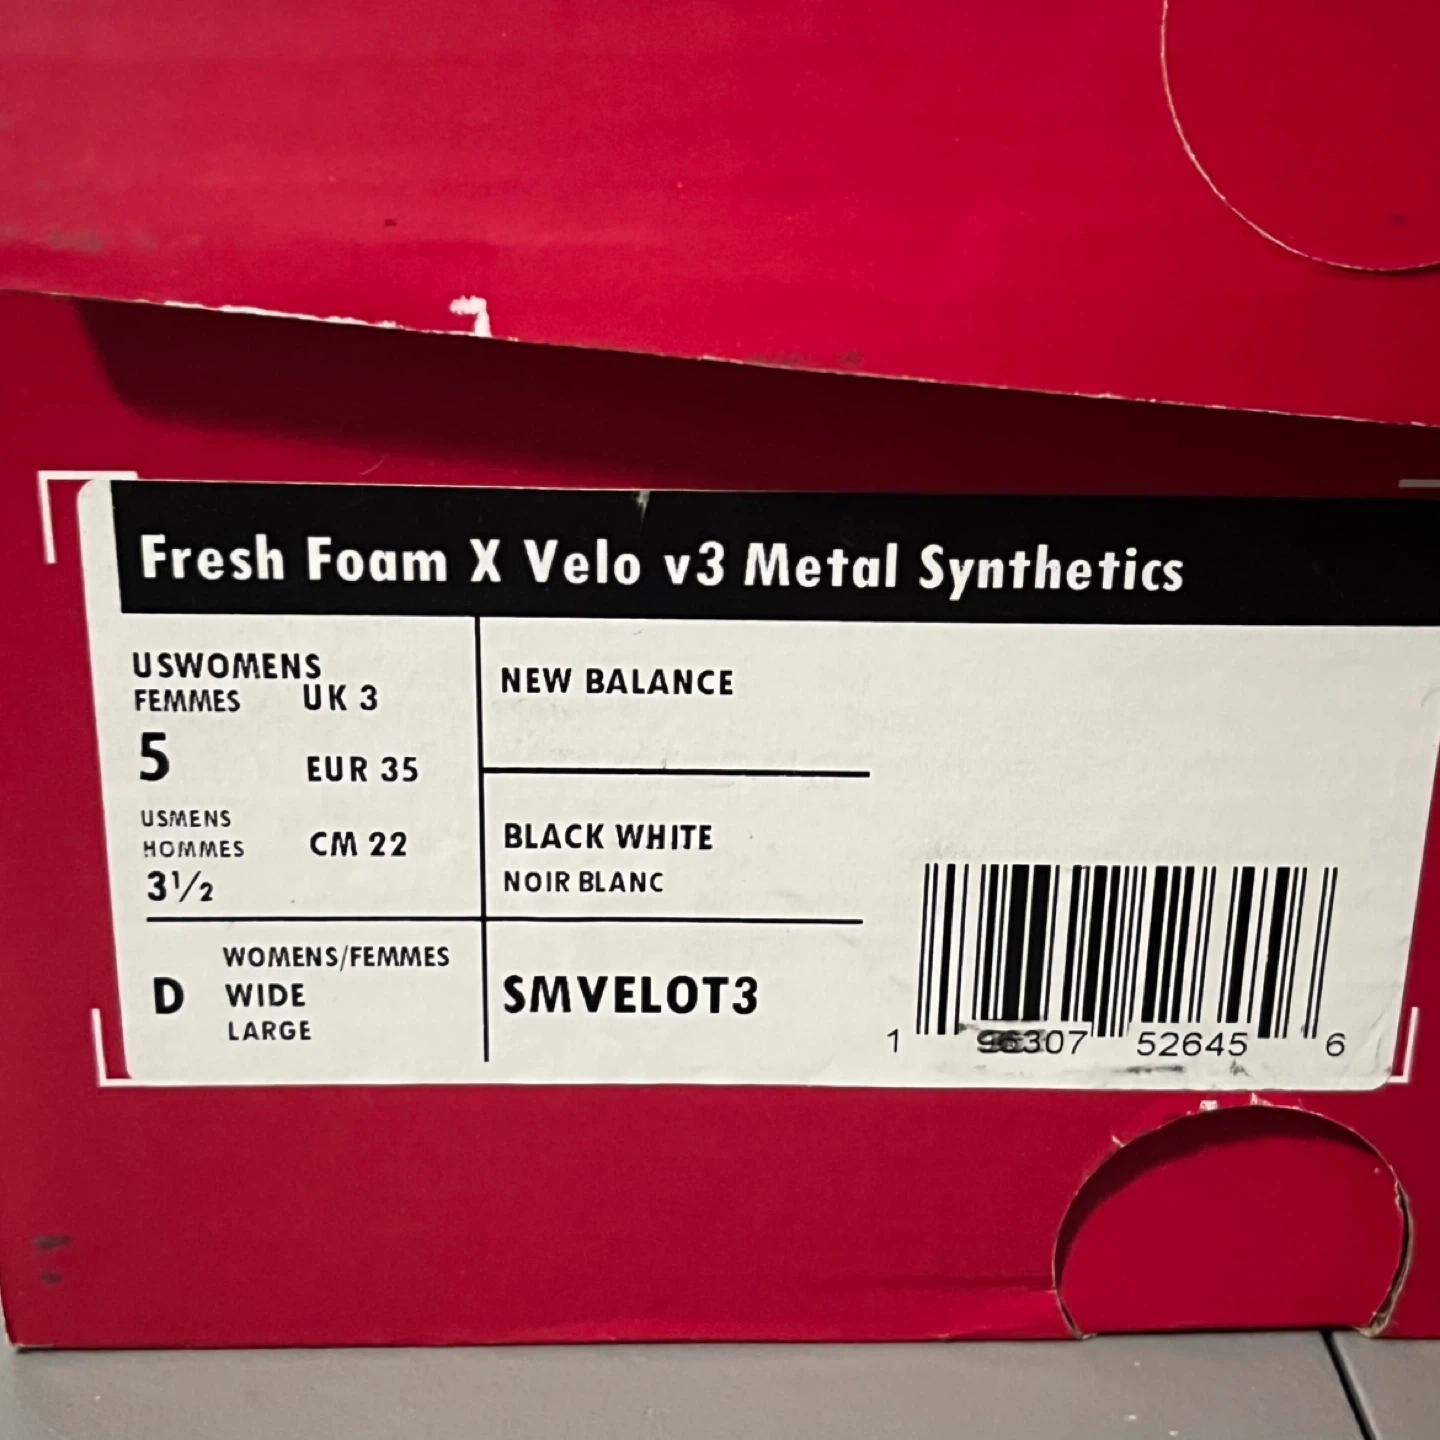 Fresh Foam X Velo v3 Metal Synthetics
USWOMENS
FEMMES UK 3
5 EUR 35
USMENS
HOMMES CM 22
3½
D WOMENS/FEMMES
WIDE
LARGE
NEW BALANCE
BLACK WHITE
NOIR BLANC
SMVELOT3
1 96307 52645 6